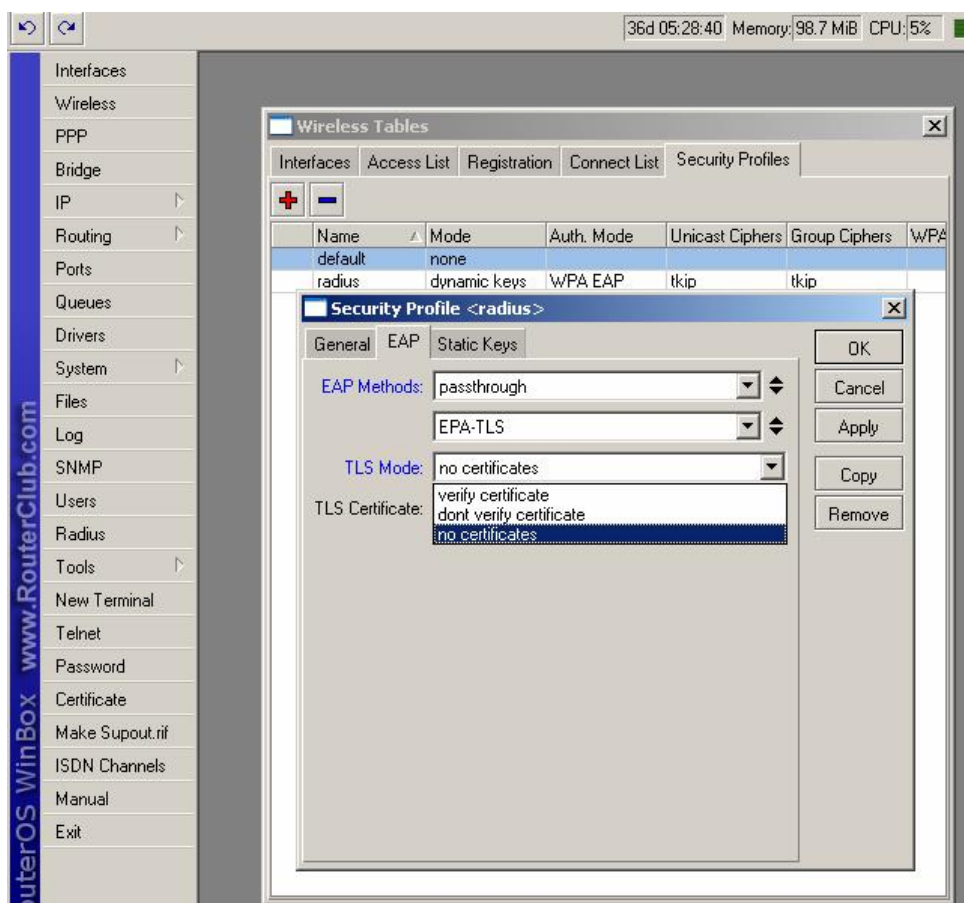 36d 05:28:40 Memory: 98.7 MiB CPU: 5%
Interfaces
Wireless
PPP
Bridge
IP
Routing
Ports
Queues
Drivers
System
Files
Log
SNMP
Users
Radius
Tools
New Terminal
Telnet
Password
Certificate
Make Supout.rif
ISDN Channels
Manual
Exit
uterOS WinBox www.RouterClub.com
Wireless Tables
Interfaces Access List Registration Connect List Security Profiles
Name Mode Auth. Mode Unicast Ciphers Group Ciphers WPA
default none
radius dynamic keys WPA EAP tkip tkip
Security Profile <radius>
General EAP Static Keys
EAP Methods: passthrough
EPA-TLS
TLS Mode: no certificates
TLS Certificate:
verify certificate
dont verify certificate
no certificates
OK
Cancel
Apply
Copy
Remove